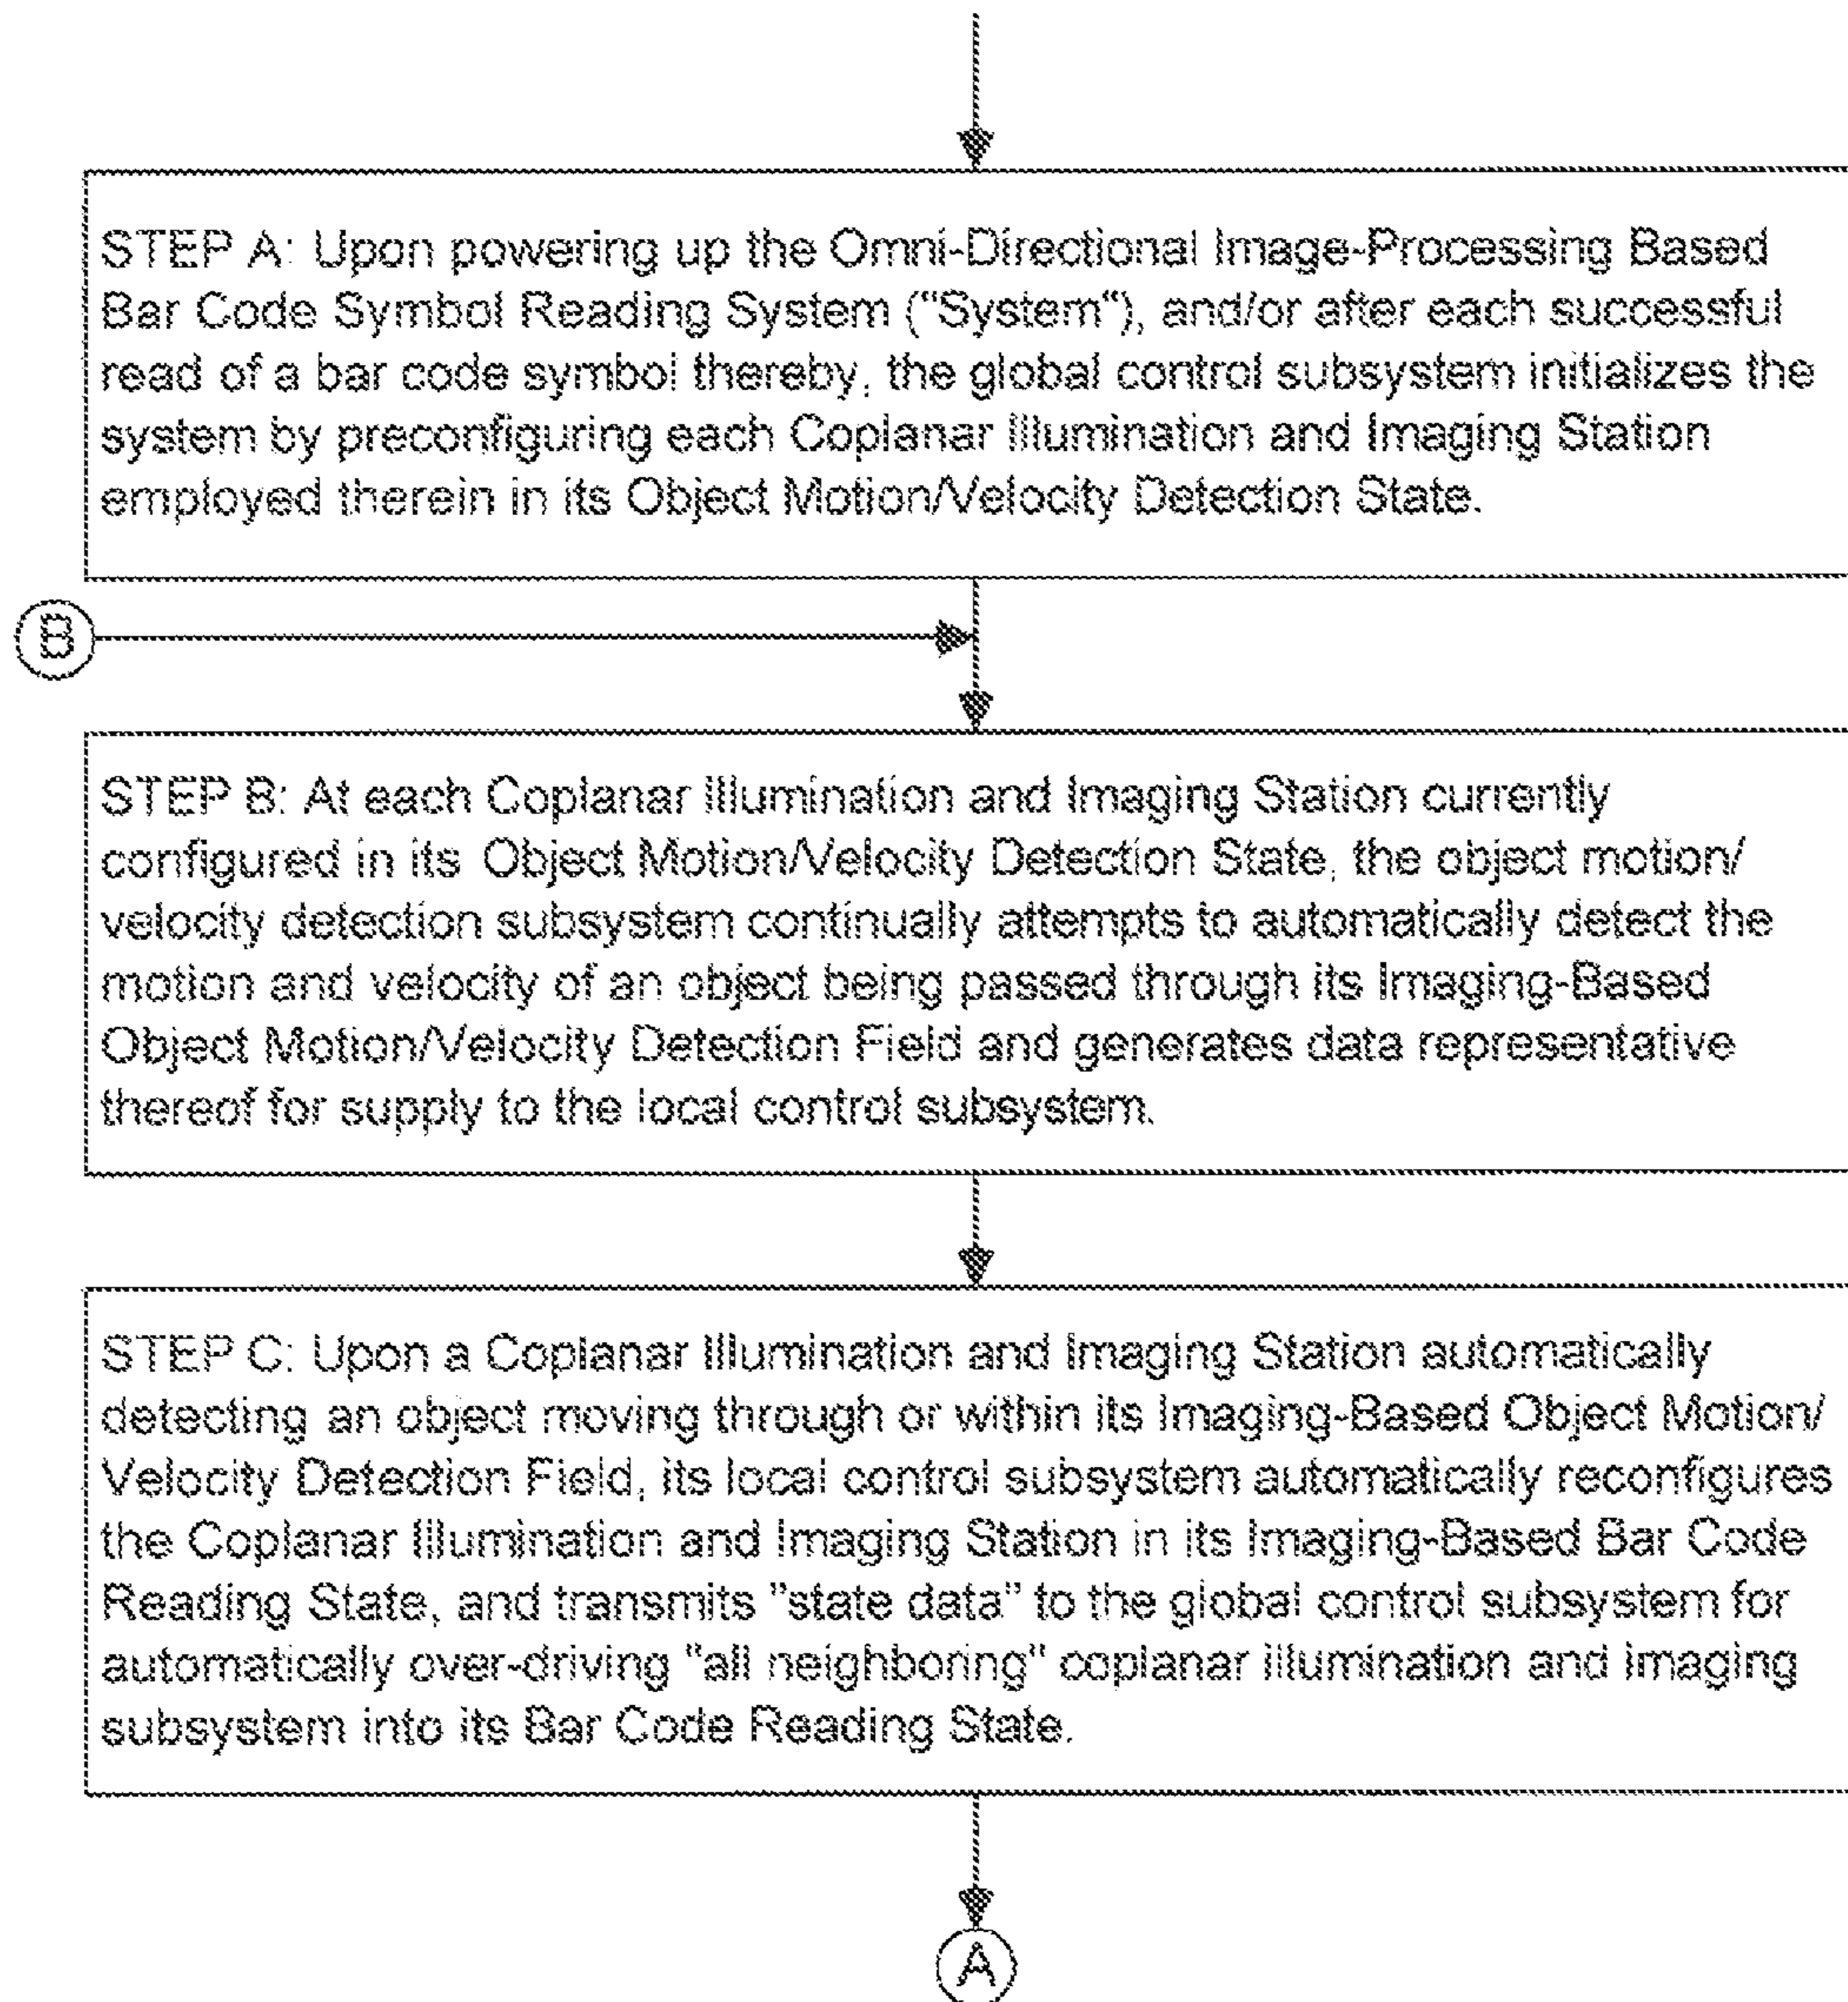 STEP A: Upon powering up the Omni-Directional Image-Processing Based
Bar Code Symbol Reading System ("System"), and/or after each successful
read of a bar code symbol thereby, the global control subsystem initializes the
system by preconfiguring each Coplanar Illumination and Imaging Station
employed therein in its Object Motion/Velocity Detection State.
B
STEP B: At each Coplanar Illumination and Imaging Station currently
configured in its Object Motion/Velocity Detection State, the object motion/
velocity detection subsystem continually attempts to automatically detect the
motion and velocity of an object being passed through its Imaging-Based
Object Motion/Velocity Detection Field and generates data representative
thereof for supply to the local control subsystem.
STEP C: Upon a Coplanar Illumination and Imaging Station automatically
detecting an object moving through or within its Imaging-Based Object Motion/
Velocity Detection Field, its local control subsystem automatically reconfigures
the Coplanar Illumination and Imaging Station in its Imaging-Based Bar Code
Reading State, and transmits "state data" to the global control subsystem for
automatically over-driving "all neighboring" coplanar illumination and imaging
subsystem into its Bar Code Reading State.
A